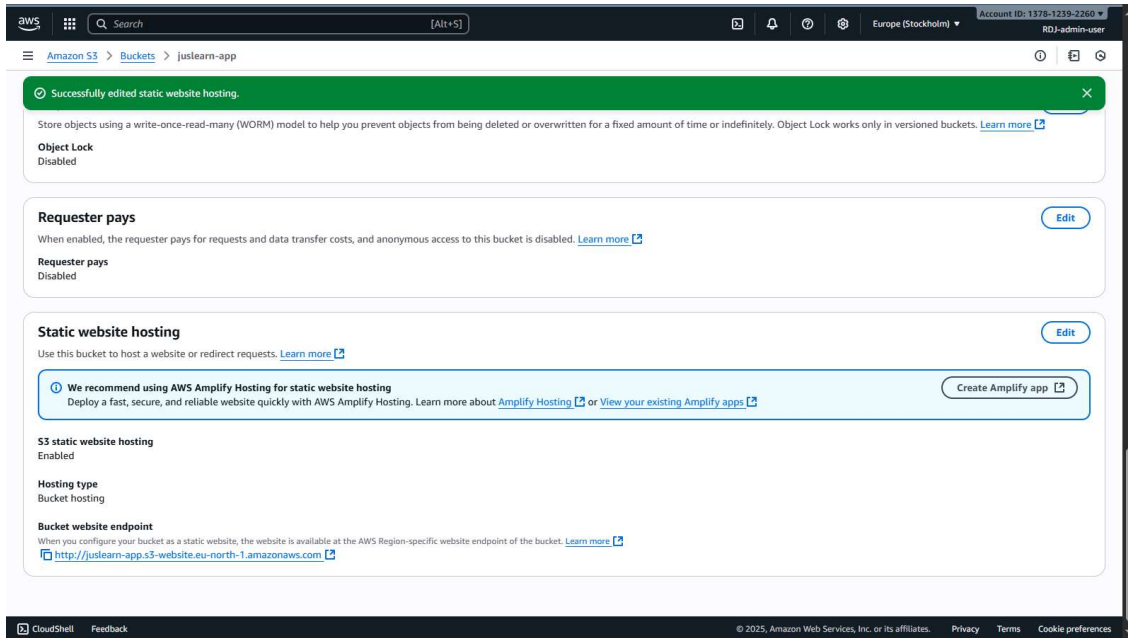 aws
Search [Alt+S]
Europe (Stockholm) ▼
Account ID: 1378-1239-2260 ▼
RDJ-admin-user
Amazon S3 > Buckets > juslearn-app
Successfully edited static website hosting.
Store objects using a write-once-read-many (WORM) model to help you prevent objects from being deleted or overwritten for a fixed amount of time or indefinitely. Object Lock works only in versioned buckets. Learn more
Object Lock
Disabled
Requester pays
Edit
When enabled, the requester pays for requests and data transfer costs, and anonymous access to this bucket is disabled. Learn more
Requester pays
Disabled
Static website hosting
Edit
Use this bucket to host a website or redirect requests. Learn more
We recommend using AWS Amplify Hosting for static website hosting
Create Amplify app
Deploy a fast, secure, and reliable website quickly with AWS Amplify Hosting. Learn more about Amplify Hosting or View your existing Amplify apps
S3 static website hosting
Enabled
Hosting type
Bucket hosting
Bucket website endpoint
When you configure your bucket as a static website, the website is available at the AWS Region-specific website endpoint of the bucket. Learn more
http://juslearn-app.s3-website.eu-north-1.amazonaws.com
CloudShell Feedback
© 2025, Amazon Web Services, Inc. or its affiliates. Privacy Terms Cookie preferences